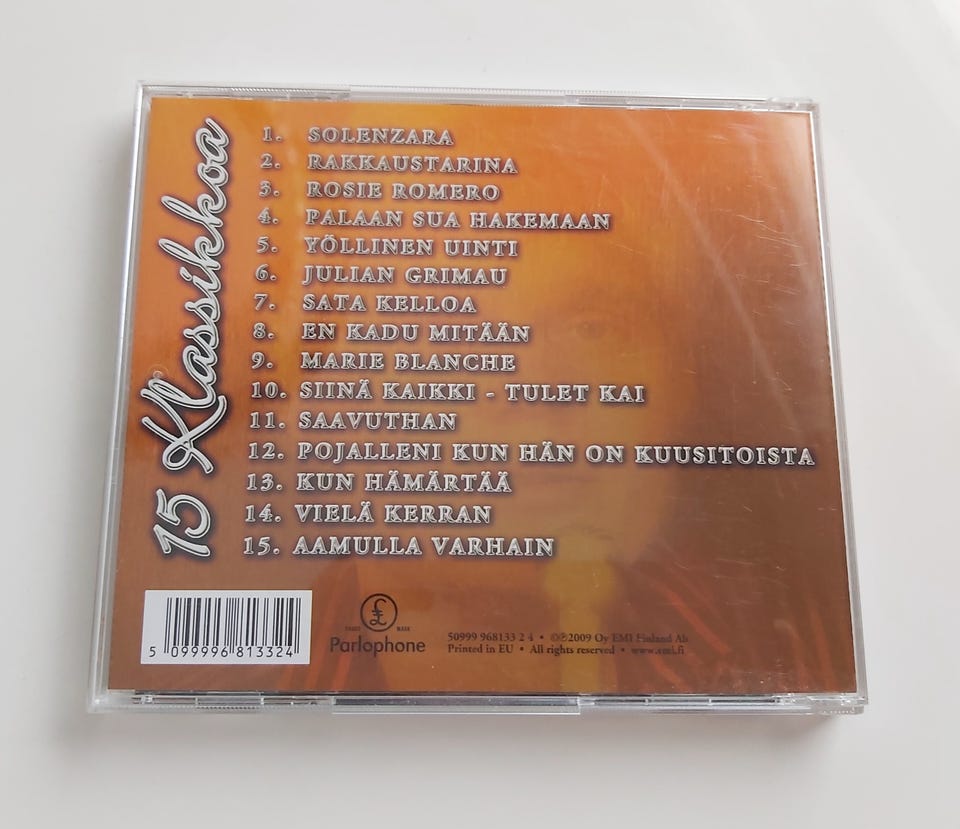 15 Klassikkoa
1. SOLENZARA
2. RAKKAUSTARINA
3. ROSIE ROMERO
4. PALAAN SUA HAKEMAAN
5. YÖLLINEN UINTI
6. JULIAN GRIMAU
7. SATA KELLOA
8. EN KADU MITÄÄN
9. MARIE BLANCHE
10. SIINÄ KAIKKI - TULET KAI
11. SAAVUTHAN
12. POJALLENI KUN HÄN ON KUUSITOISTA
13. KUN HÄMÄRTÄÄ
14. VIELÄ KERRAN
15. AAMULLA VARHAIN
5 099996 813324
£
TRADE MARK
Parlophone
50999 968133 2 4 • ©℗2009 Oy EMI Finland Ab
Printed in EU • All rights reserved • www.emi.fi